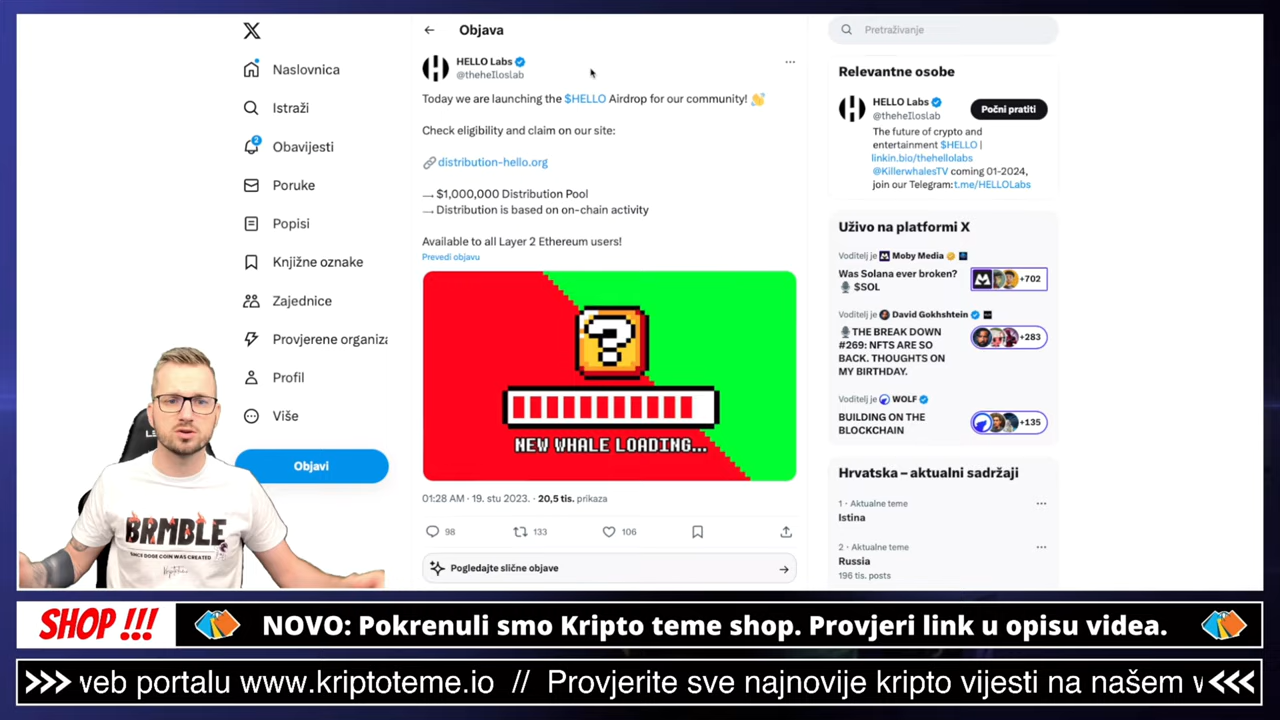 Naslovnica
Istraži
2
Obavijesti
Poruke
Popisi
Knjižne oznake
Zajednice
Provjerene organiza
Profil
Više
Objavi
Objava
HELLO Labs
@theheIloslab
Today we are launching the $HELLO Airdrop for our community! 👋
Check eligibility and claim on our site:
🔗distribution-hello.org
→ $1,000,000 Distribution Pool
→ Distribution is based on on-chain activity
Available to all Layer 2 Ethereum users!
Prevedi objavu
?
NEW WHALE LOADING...
01:28 AM · 19. stu 2023. · 20,5 tis. prikaza
98 133 106
Pogledajte slične objave →
Pretraživanje
Relevantne osobe
HELLO Labs
@theheIloslab
Počni pratiti
The future of crypto and
entertainment $HELLO |
linkin.bio/thehellolabs
@KillerwhalesTV coming 01-2024,
join our Telegram:t.me/HELLOLabs
Uživo na platformi X
Voditelj je Moby Media
Was Solana ever broken?
🎙️ $SOL
+702
Voditelj je David Gokhshtein
🎙️THE BREAK DOWN
#269: NFTS ARE SO
BACK. THOUGHTS ON
MY BIRTHDAY.
+283
Voditelj je WOLF
BUILDING ON THE
BLOCKCHAIN
+135
Hrvatska – aktualni sadržaji
1 · Aktualne teme
Istina
2 · Aktualne teme
Russia
196 tis. posts
BRMBLE
SINCE DOGE COIN WAS CREATED
SHOP !!!
NOVO: Pokrenuli smo Kripto teme shop. Provjeri link u opisu videa.
>>> web portalu www.kriptoteme.io // Provjerite sve najnovije kripto vijesti na našem w <<<